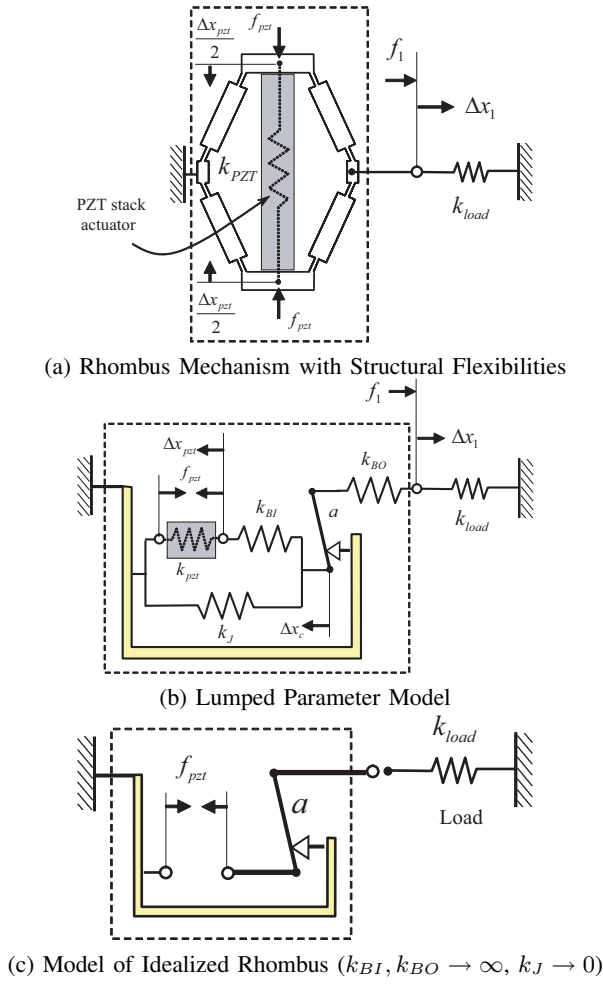 Δx_pzt
2
f_pzt
f_1
Δx_1
k_PZT
k_load
PZT stack
actuator
Δx_pzt
2
f_pzt
(a) Rhombus Mechanism with Structural Flexibilities
f_1
Δx_pzt
Δx_1
f_pzt
k_BO
k_BI
a
k_load
k_pzt
k_J
Δx_c
(b) Lumped Parameter Model
k_load
f_pzt
a
Load
(c) Model of Idealized Rhombus (k_BI, k_BO → ∞, k_J → 0)